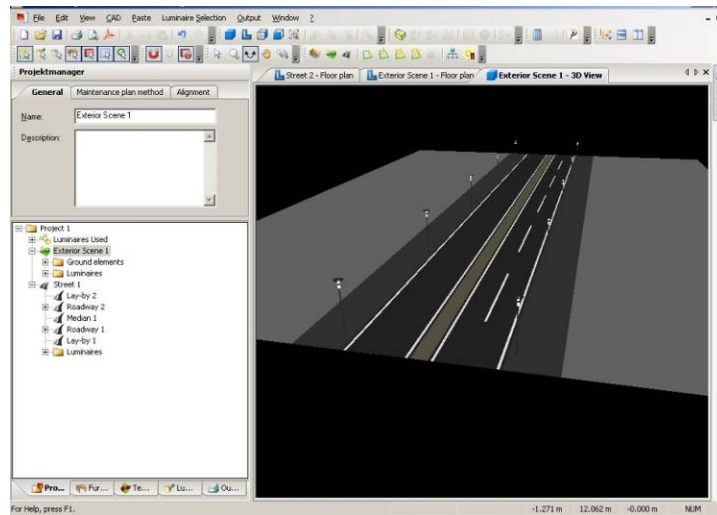 File Edit View CAD Paste Luminaire Selection Output Window ?
Projektmanager
Street 2 - Floor plan Exterior Scene 1 - Floor plan Exterior Scene 1 - 3D View
General Maintenance plan method Alignment
Name: Exterior Scene 1
Description:
Project 1
Luminaires Used
Exterior Scene 1
Ground elements
Luminaires
Street 1
Lay-by 2
Roadway 2
Median 1
Roadway 1
Lay-by 1
Luminaires
Pro... Fur... Te... Lu... Ou...
For Help, press F1. -1.271 m 12.062 m -0.000 m NUM